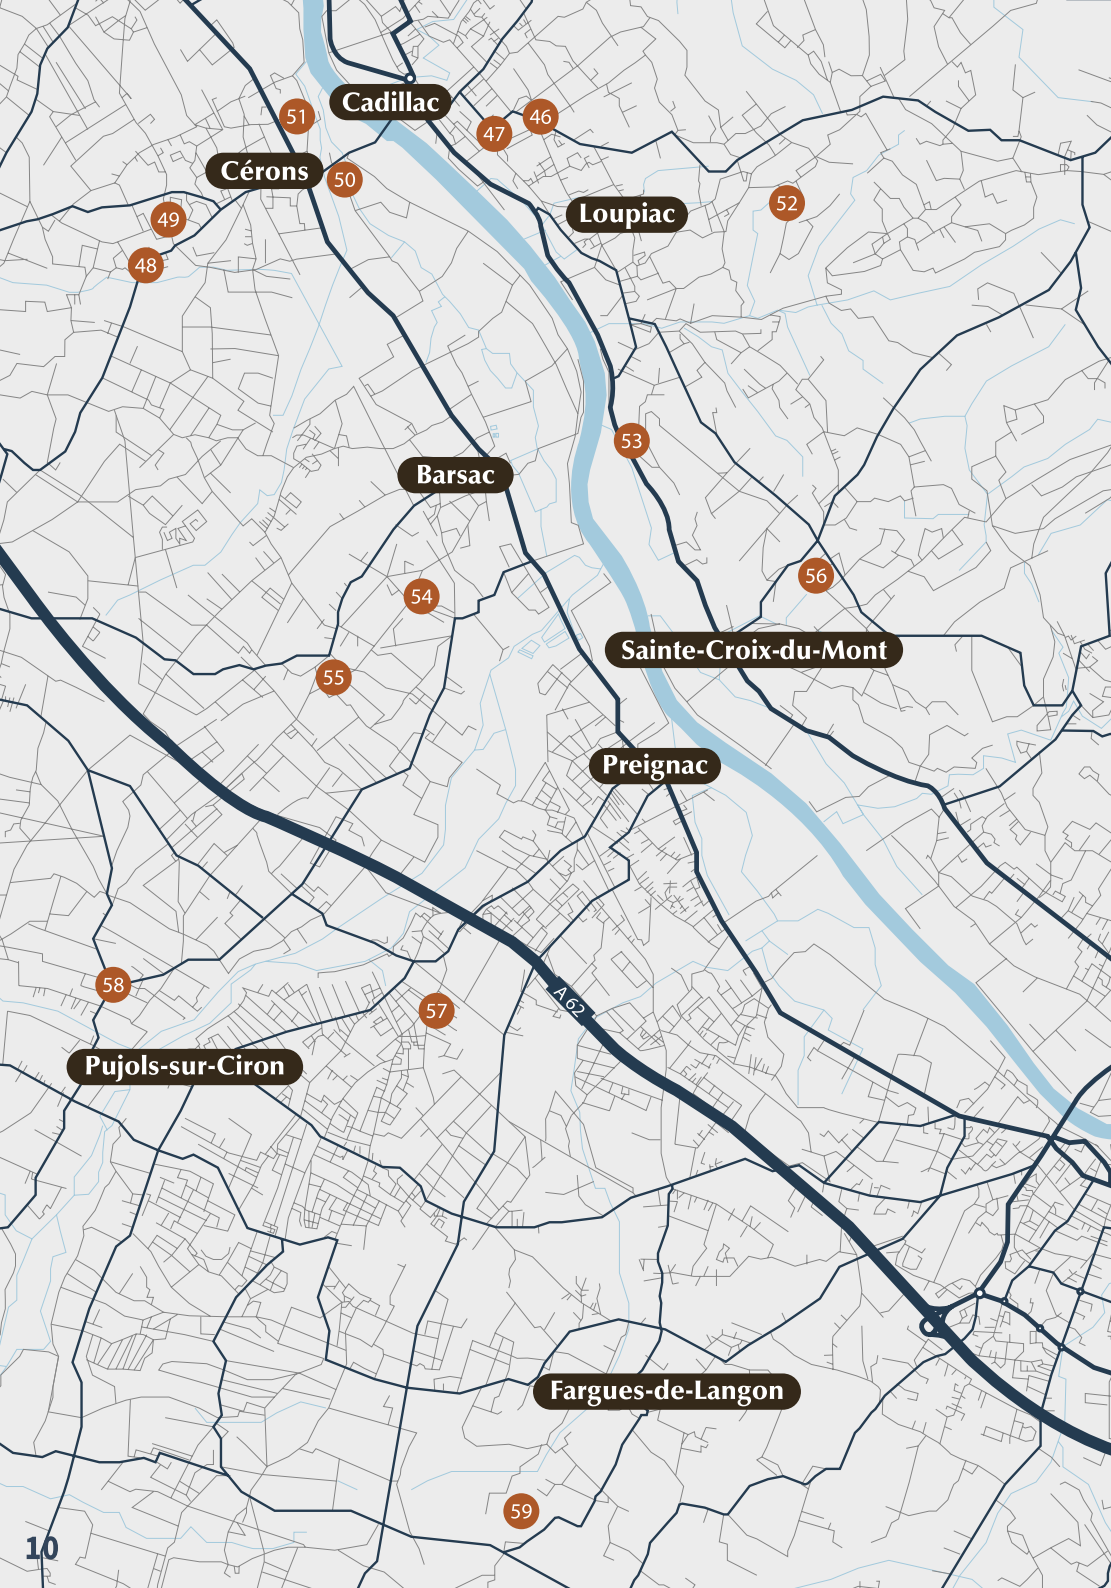 51
Cadillac
46
47
Cérons
50
52
49
Loupiac
48
53
Barsac
56
54
Sainte-Croix-du-Mont
55
Preignac
58
A 62
57
Pujols-sur-Ciron
Fargues-de-Langon
59
10